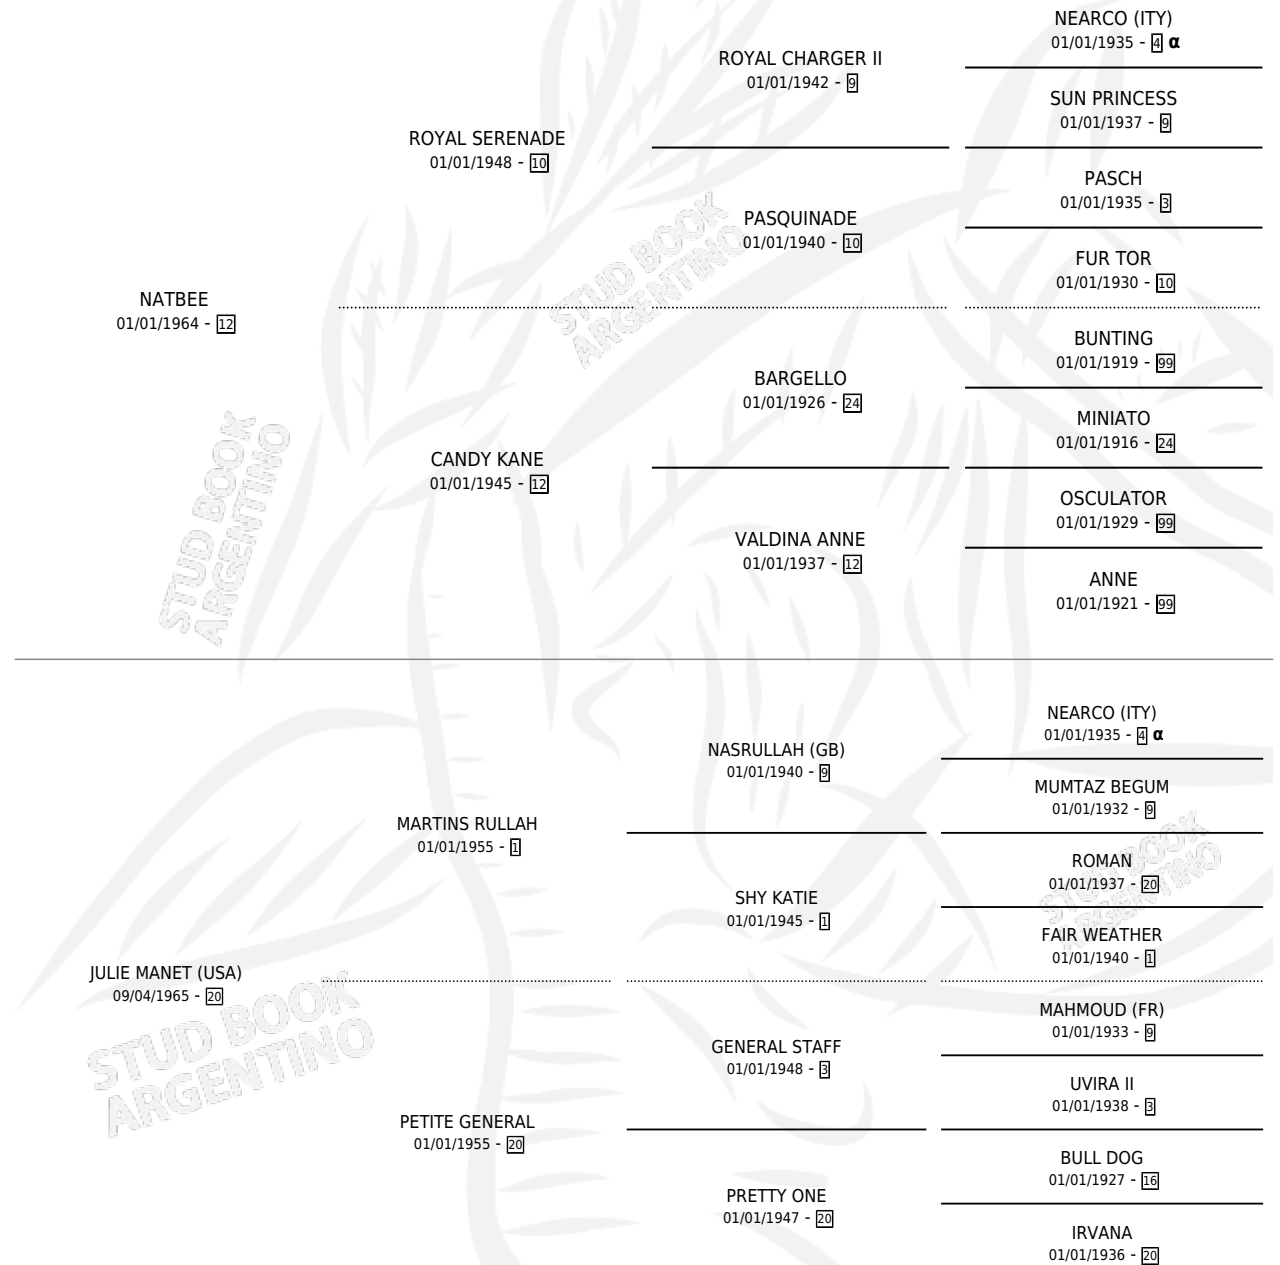 NEARCO (ITY)
01/01/1935 - 4 α
ROYAL CHARGER II
01/01/1942 - 9
SUN PRINCESS
01/01/1937 - 9
ROYAL SERENADE
01/01/1948 - 10
PASCH
01/01/1935 - 3
PASQUINADE
01/01/1940 - 10
FUR TOR
01/01/1930 - 10
STUD BOOK
ARGENTINO
NATBEE
01/01/1964 - 12
BUNTING
01/01/1919 - 99
BARGELLO
01/01/1926 - 24
MINIATO
01/01/1916 - 24
CANDY KANE
01/01/1945 - 12
OSCULATOR
01/01/1929 - 99
VALDINA ANNE
01/01/1937 - 12
ANNE
01/01/1921 - 99
STUD BOOK
ARGENTINO
NEARCO (ITY)
01/01/1935 - 4 α
NASRULLAH (GB)
01/01/1940 - 9
MUMTAZ BEGUM
01/01/1932 - 9
MARTINS RULLAH
01/01/1955 - 1
ROMAN
01/01/1937 - 20
SHY KATIE
01/01/1945 - 1
FAIR WEATHER
01/01/1940 - 1
STUD BOOK
ARGENTINO
JULIE MANET (USA)
09/04/1965 - 20
MAHMOUD (FR)
01/01/1933 - 9
GENERAL STAFF
01/01/1948 - 3
UVIRA II
01/01/1938 - 3
STUD BOOK
ARGENTINO
PETITE GENERAL
01/01/1955 - 20
BULL DOG
01/01/1927 - 16
PRETTY ONE
01/01/1947 - 20
IRVANA
01/01/1936 - 20